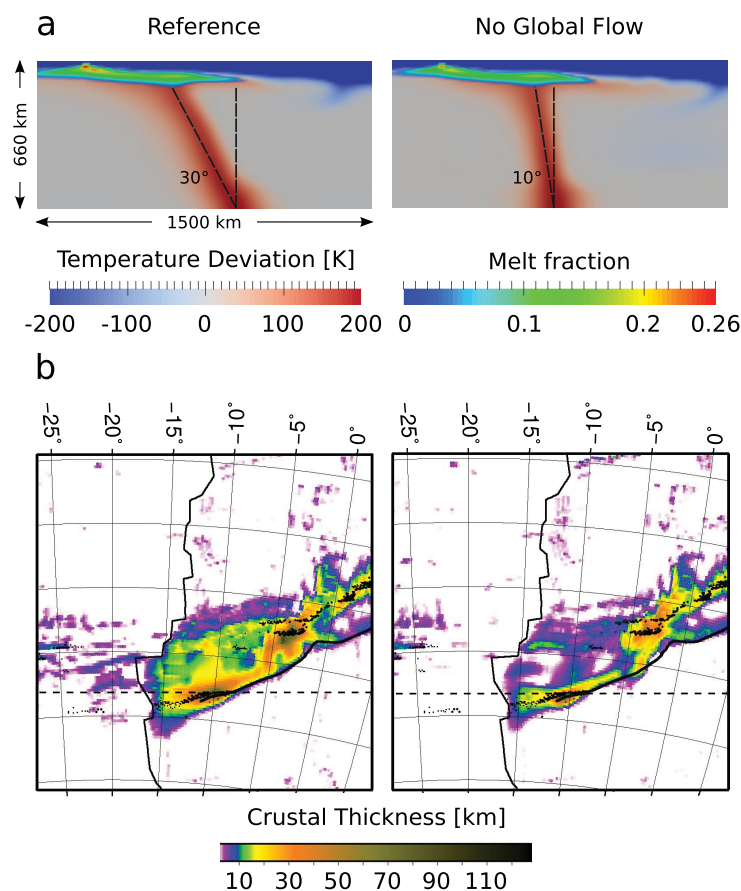 a
Reference
No Global Flow
660 km
30°
10°
1500 km
Temperature Deviation [K]
Melt fraction
-200 -100 0 100 200
0 0.1 0.2 0.26
b
−25° −20° −15° −10° −5° 0°
−25° −20° −15° −10° −5° 0°
Crustal Thickness [km]
10 30 50 70 90 110